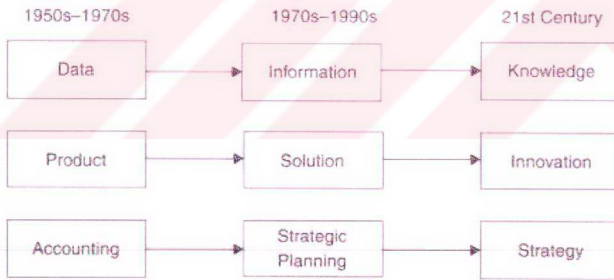 1950s–1970s 1970s–1990s 21st Century
Data Information Knowledge
Product Solution Innovation
Accounting Strategic Planning Strategy